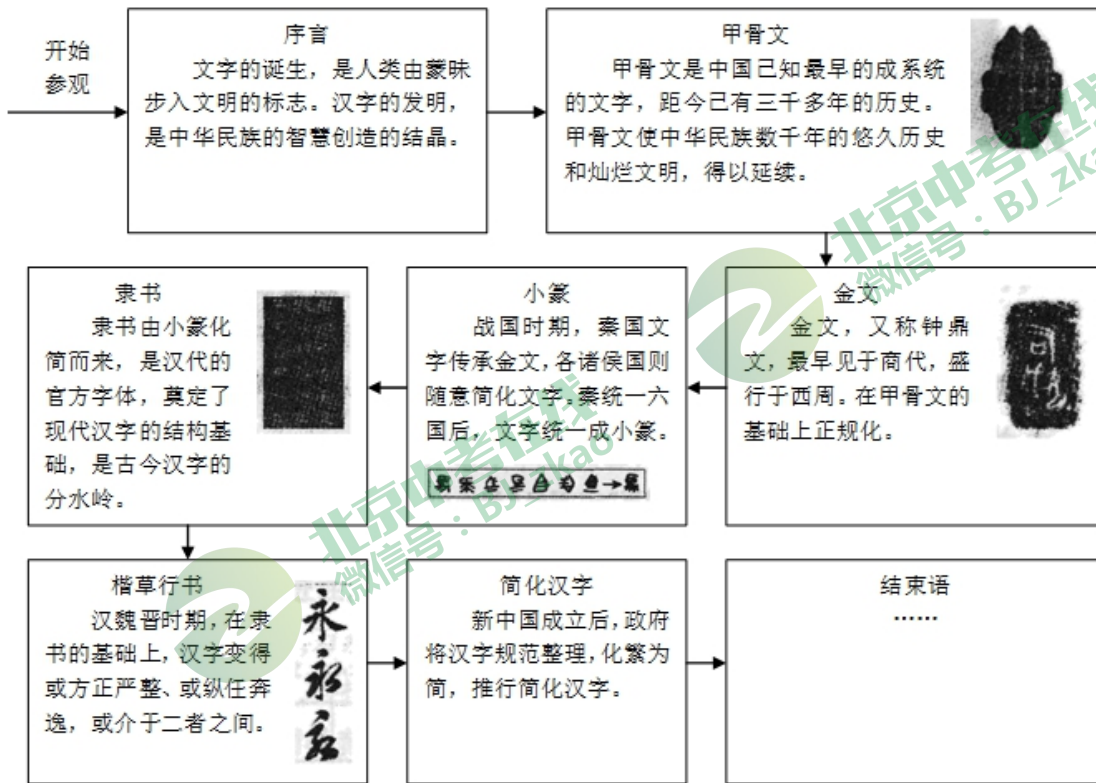 开始
参观
序言
文字的诞生，是人类由蒙昧
步入文明的标志。汉字的发明，
是中华民族的智慧创造的结晶。
甲骨文
甲骨文是中国已知最早的成系统
的文字，距今已有三千多年的历史。
甲骨文使中华民族数千年的悠久历史
和灿烂文明，得以延续。
金文
金文，又称钟鼎
文，最早见于商代，盛
行于西周。在甲骨文的
基础上正规化。
小篆
战国时期，秦国文
字传承金文，各诸侯国则
随意简化文字。秦统一六
国后，文字统一成小篆。
隶书
隶书由小篆化
简而来，是汉代的
官方字体，奠定了
现代汉字的结构基
础，是古今汉字的
分水岭。
楷草行书
汉魏晋时期，在隶
书的基础上，汉字变得
或方正严整、或纵任奔
逸，或介于二者之间。
永
永
永
简化汉字
新中国成立后，政府
将汉字规范整理，化繁为
简，推行简化汉字。
结束语
……
北京中考在线
微信号：BJ_zkao
北京中考在线
微信号：BJ_zkao